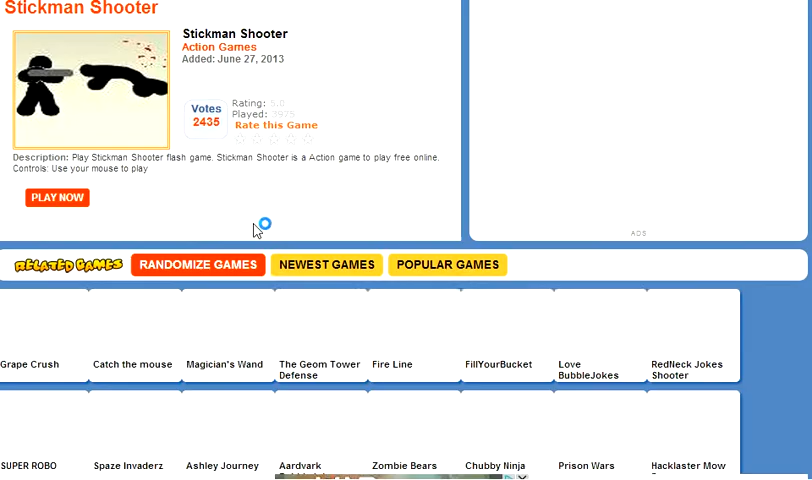 Stickman Shooter
Stickman Shooter
Action Games
Added: June 27, 2013
Votes
2435
Rating: 5.0
Played: 7975
Rate this Game
Description: Play Stickman Shooter flash game. Stickman Shooter is a Action game to play free online.
Controls: Use your mouse to play
PLAY NOW
ADS
RELATED GAMES
RANDOMIZE GAMES
NEWEST GAMES
POPULAR GAMES
Grape Crush
Catch the mouse
Magician's Wand
The Geom Tower
Defense
Fire Line
FillYourBucket
Love
BubbleJokes
RedNeck Jokes
Shooter
SUPER ROBO
Spaze Invaderz
Ashley Journey
Aardvark
Zombie Bears
Chubby Ninja
Prison Wars
Hacklaster Mow